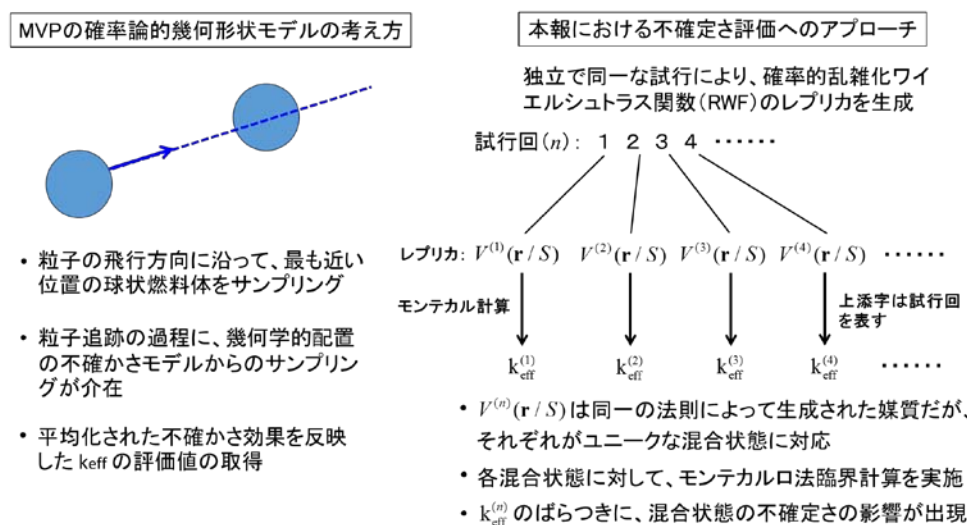 MVPの確率論的幾何形状モデルの考え方
・粒子の飛行方向に沿って、最も近い
位置の球状燃料体をサンプリング
・粒子追跡の過程に、幾何学的配置
の不確かさモデルからのサンプリン
グが介在
・平均化された不確かさ効果を反映
した keff の評価値の取得
本報における不確定さ評価へのアプローチ
独立で同一な試行により、確率的乱雑化ワイ
エルシュトラス関数(RWF)のレプリカを生成
試行回(n): 1 2 3 4 ······
レプリカ: V^(1)(r / S) V^(2)(r / S) V^(3)(r / S) V^(4)(r / S) ······
モンテカル計算
上添字は試行回
を表す
k_eff^(1) k_eff^(2) k_eff^(3) k_eff^(4) ······
・V^(n)(r / S)は同一の法則によって生成された媒質だが、
それぞれがユニークな混合状態に対応
・各混合状態に対して、モンテカルロ法臨界計算を実施
・k_eff^(n) のばらつきに、混合状態の不確定さの影響が出現